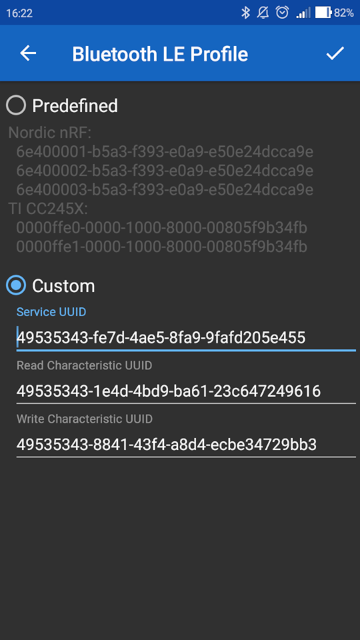 16:22
82%
Bluetooth LE Profile
Predefined
Nordic nRF:
6e400001-b5a3-f393-e0a9-e50e24dcca9e
6e400002-b5a3-f393-e0a9-e50e24dcca9e
6e400003-b5a3-f393-e0a9-e50e24dcca9e
TI CC245X:
0000ffe0-0000-1000-8000-00805f9b34fb
0000ffe1-0000-1000-8000-00805f9b34fb
Custom
Service UUID
49535343-fe7d-4ae5-8fa9-9fafd205e455
Read Characteristic UUID
49535343-1e4d-4bd9-ba61-23c647249616
Write Characteristic UUID
49535343-8841-43f4-a8d4-ecbe34729bb3